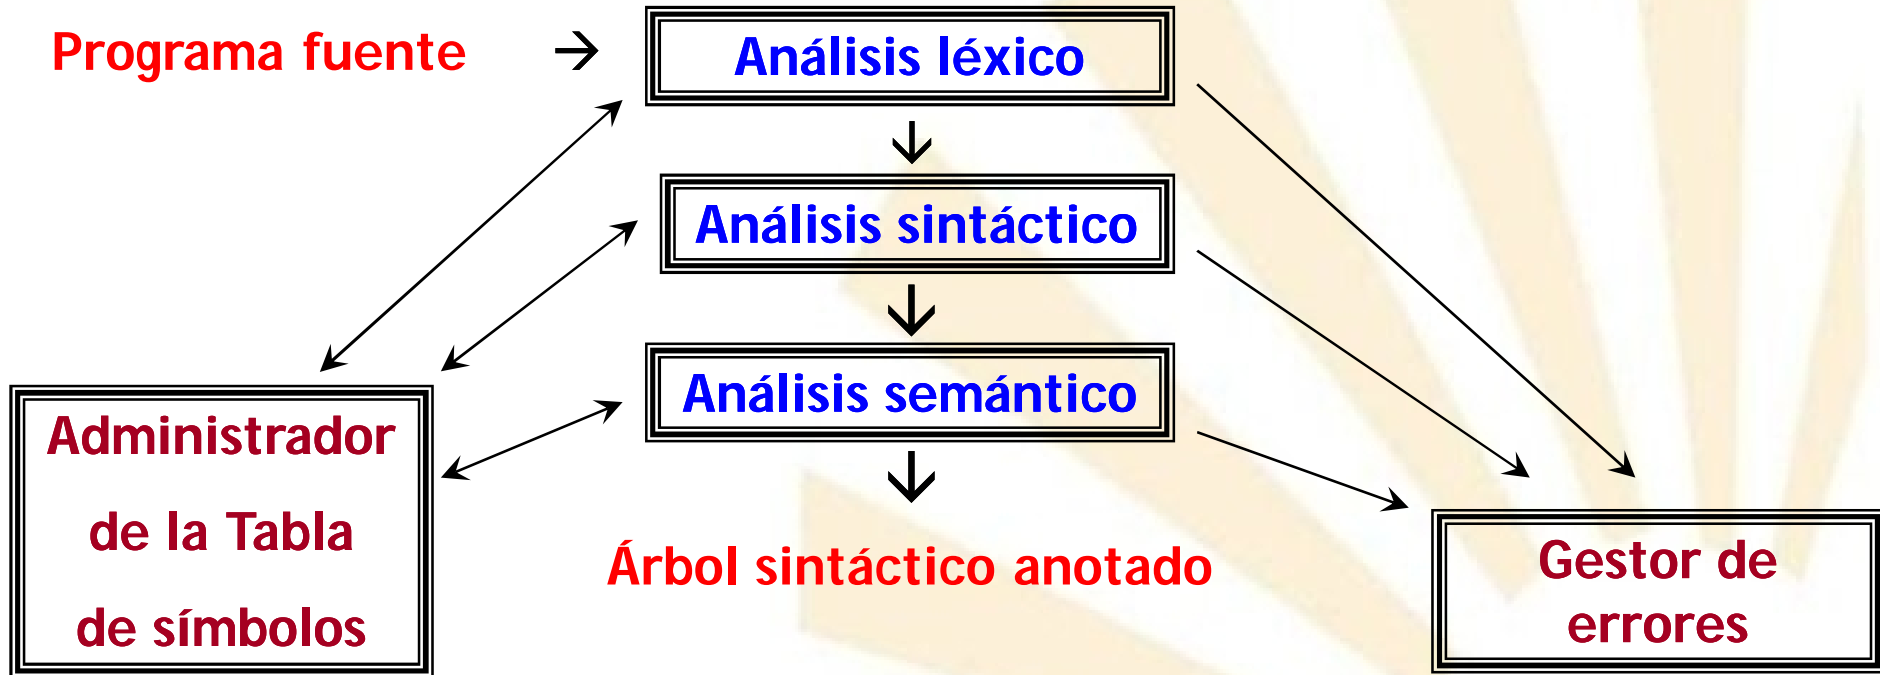 Programa fuente → Análisis léxico
Análisis sintáctico
Análisis semántico
Administrador
de la Tabla
de símbolos
Árbol sintáctico anotado
Gestor de
errores